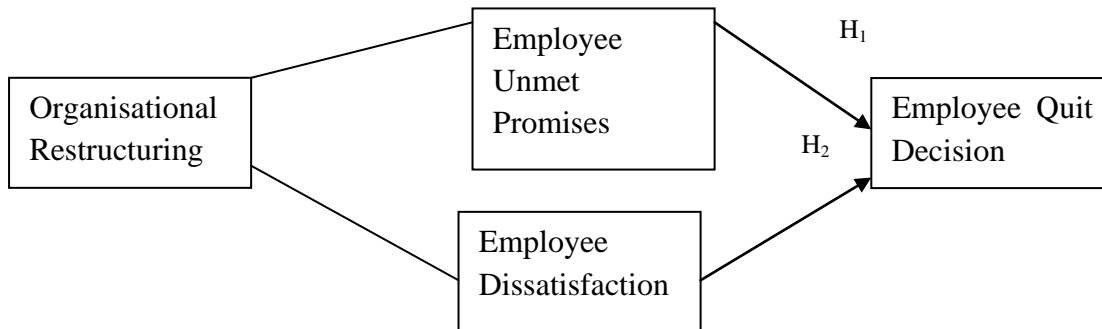 Organisational
Restructuring
Employee
Unmet
Promises
Employee
Dissatisfaction
H₁
H₂
Employee Quit
Decision